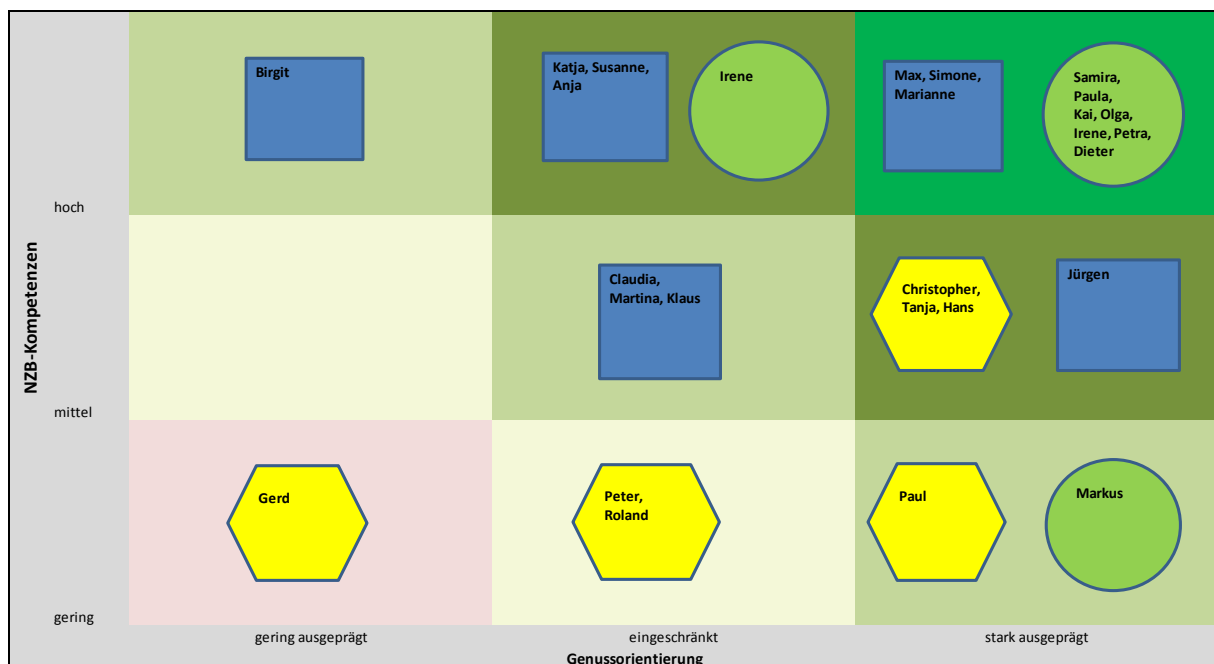 Birgit
Katja, Susanne,
Anja
Irene
Max, Simone,
Marianne
Samira,
Paula,
Kai, Olga,
Irene, Petra,
Dieter
hoch
NZB-Kompetenzen
Claudia,
Martina, Klaus
Christopher,
Tanja, Hans
Jürgen
mittel
Gerd
Peter,
Roland
Paul
Markus
gering
gering ausgeprägt
eingeschränkt
stark ausgeprägt
Genussorientierung